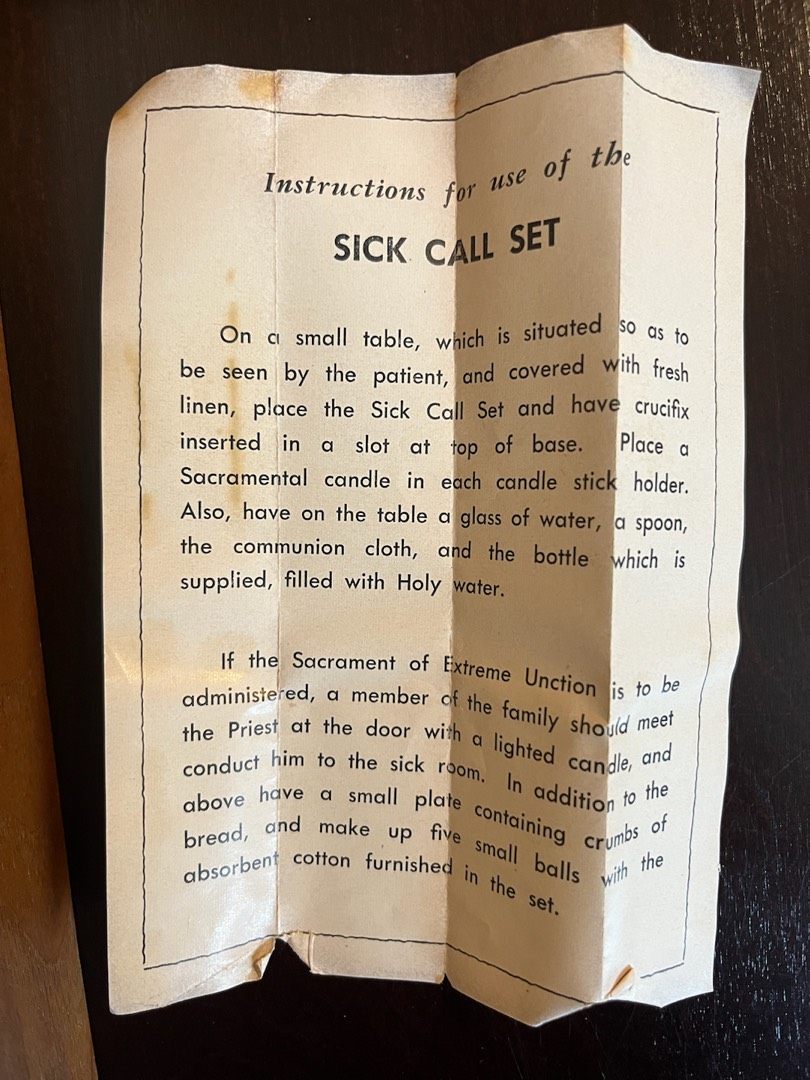 Instructions for use of the
SICK CALL SET
On a small table, which is situated so as to
be seen by the patient, and covered with fresh
linen, place the Sick Call Set and have crucifix
inserted in a slot at top of base. Place a
Sacramental candle in each candle stick holder.
Also, have on the table a glass of water, a spoon,
the communion cloth, and the bottle which is
supplied, filled with Holy water.
If the Sacrament of Extreme Unction is to be
administered, a member of the family should meet
the Priest at the door with a lighted candle, and
conduct him to the sick room. In addition to the
above have a small plate containing crumbs of
bread, and make up five small balls with the
absorbent cotton furnished in the set.